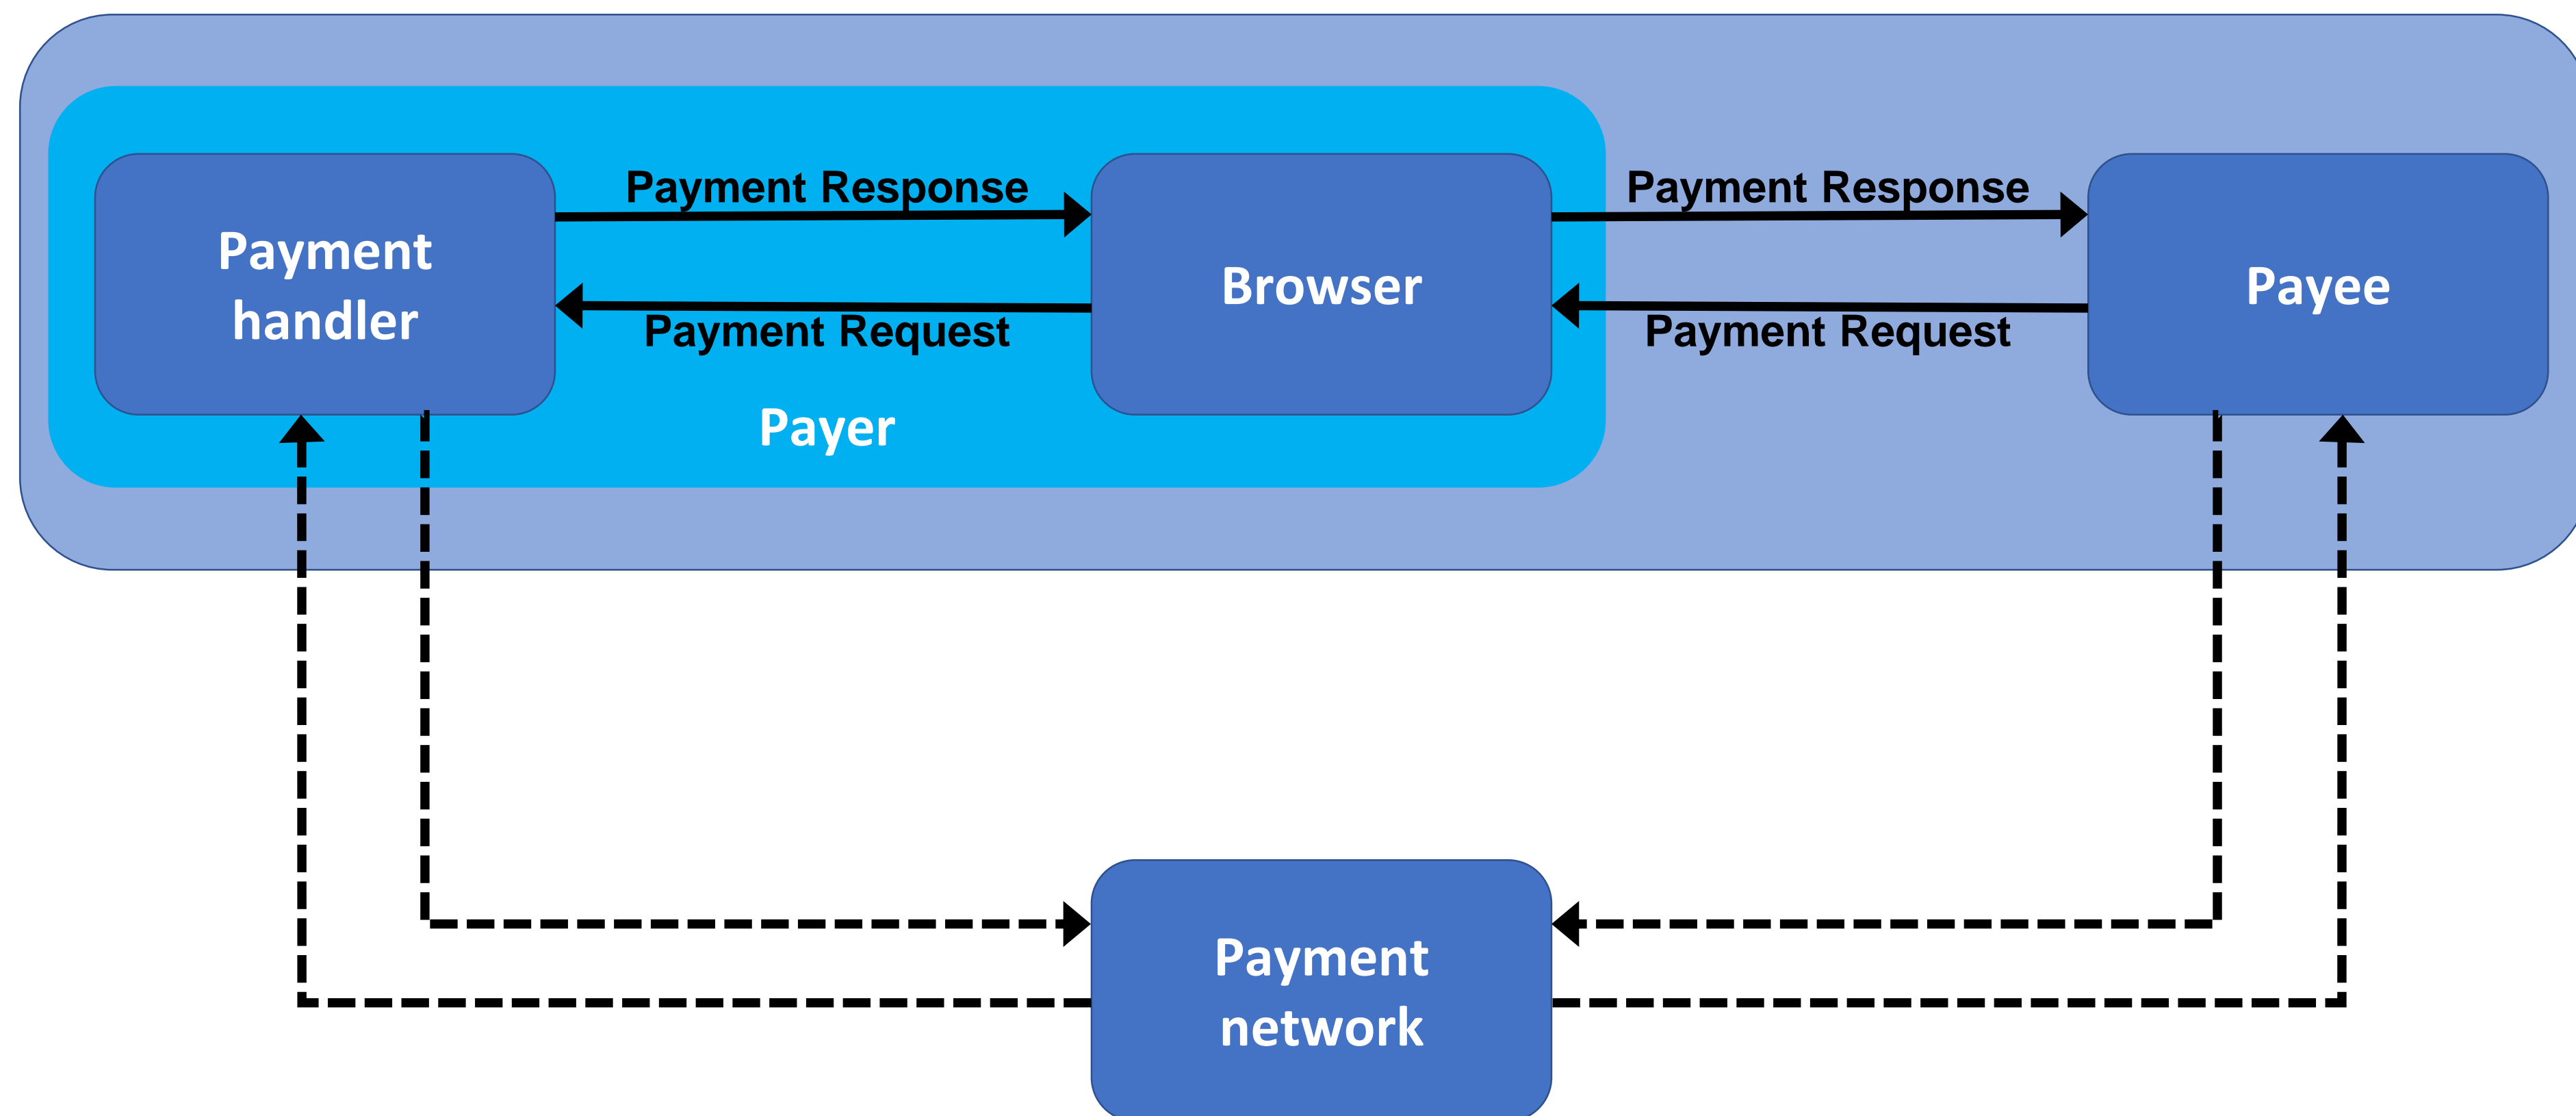 Payment Response
Payment Response
Payment
handler
Browser
Payee
Payment Request
Payment Request
Payer
Payment
network